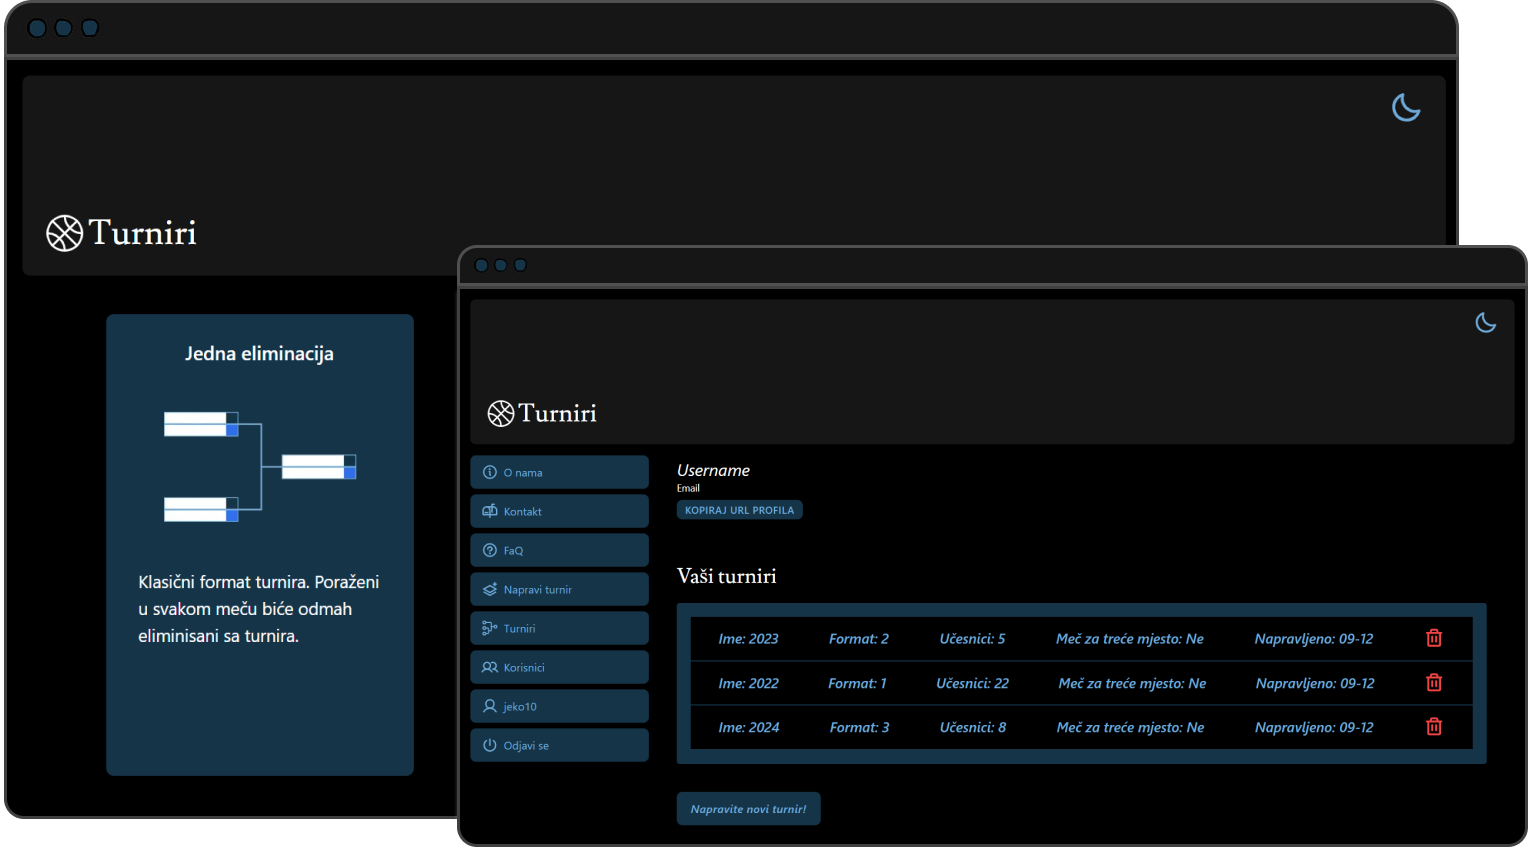 Turniri
Jedna eliminacija
Klasični format turnira. Poraženi
u svakom meču biće odmah
eliminisani sa turnira.
Turniri
O nama
Kontakt
FaQ
Napravi turnir
Turniri
Korisnici
jeko10
Odjavi se
Username
Email
KOPIRAJ URL PROFILA
Vaši turniri
Ime: 2023 Format: 2 Učesnici: 5 Meč za treće mjesto: Ne Napravljeno: 09-12
Ime: 2022 Format: 1 Učesnici: 22 Meč za treće mjesto: Ne Napravljeno: 09-12
Ime: 2024 Format: 3 Učesnici: 8 Meč za treće mjesto: Ne Napravljeno: 09-12
Napravite novi turnir!